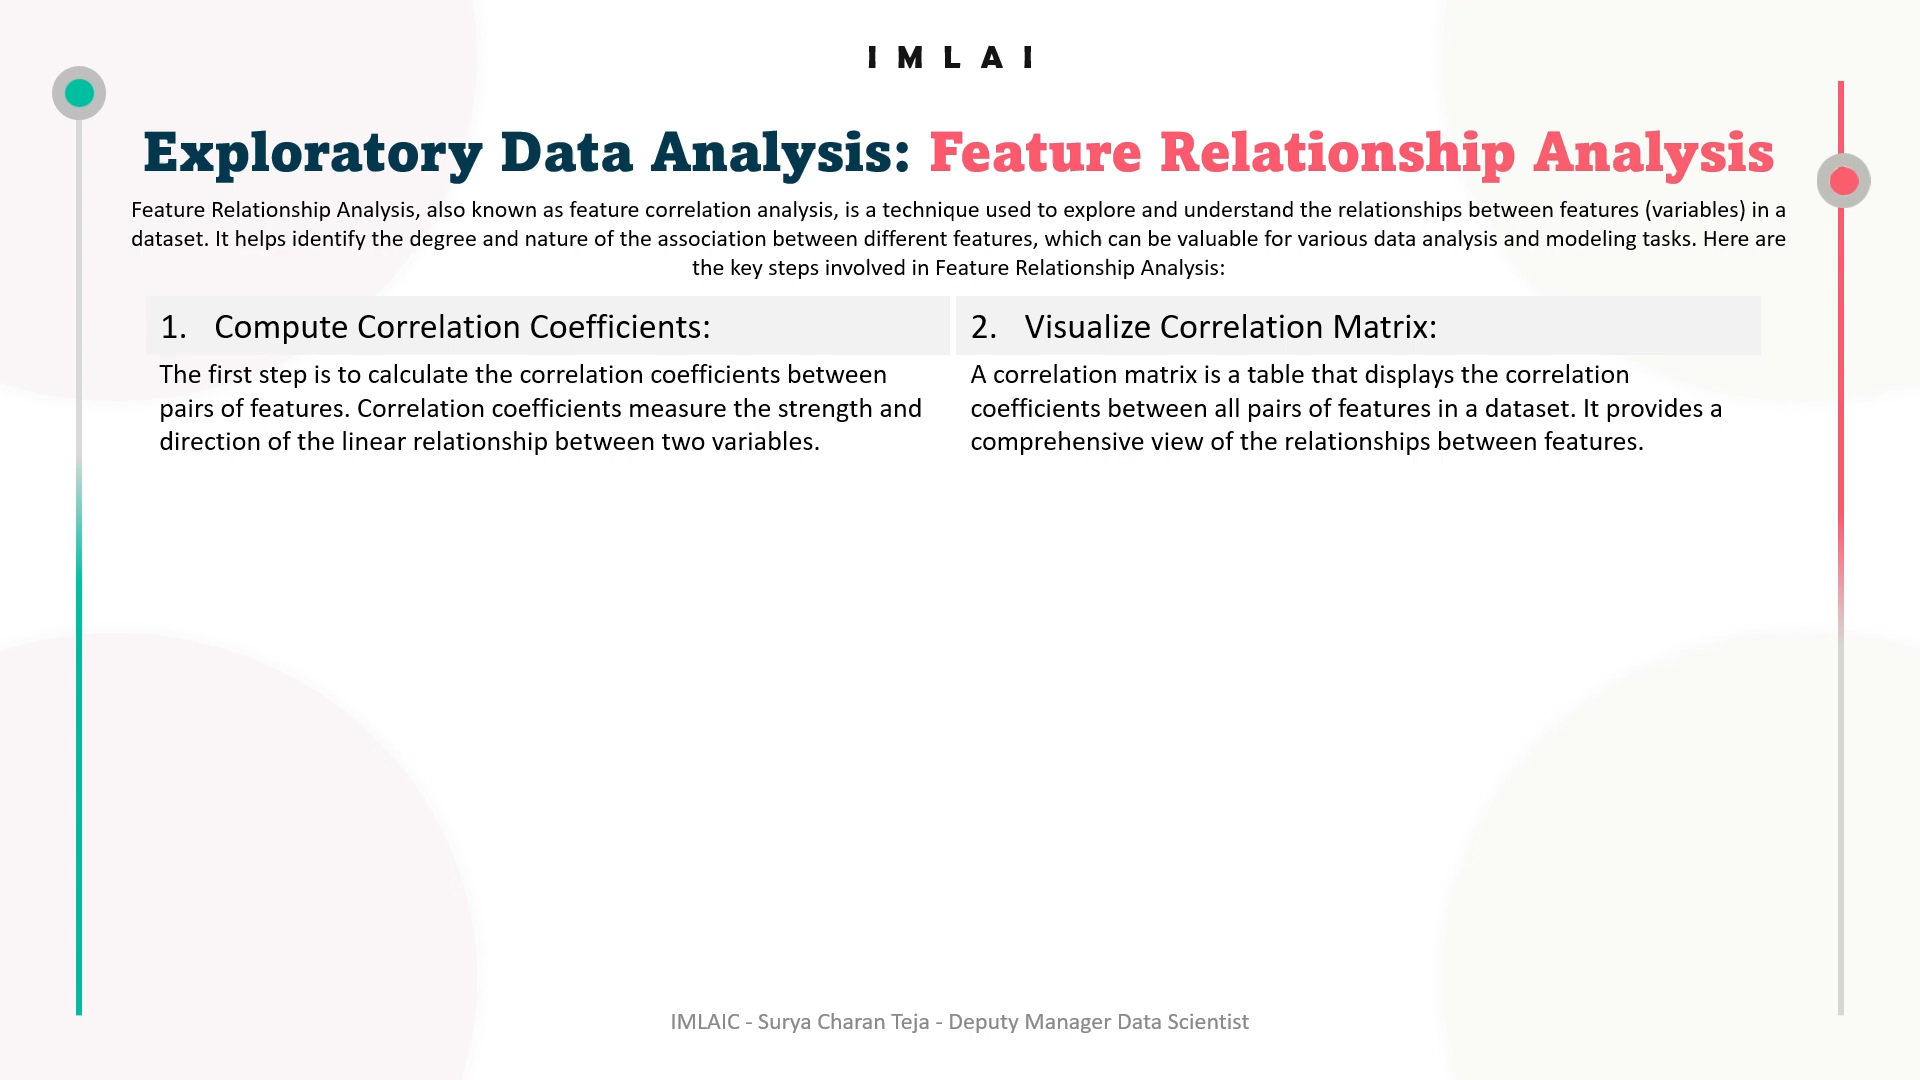 IMLAI
Exploratory Data Analysis: Feature Relationship Analysis
Feature Relationship Analysis, also known as feature correlation analysis, is a technique used to explore and understand the relationships between features (variables) in a
dataset. It helps identify the degree and nature of the association between different features, which can be valuable for various data analysis and modeling tasks. Here are
the key steps involved in Feature Relationship Analysis:
1. Compute Correlation Coefficients:
The first step is to calculate the correlation coefficients between
pairs of features. Correlation coefficients measure the strength and
direction of the linear relationship between two variables.
2. Visualize Correlation Matrix:
A correlation matrix is a table that displays the correlation
coefficients between all pairs of features in a dataset. It provides a
comprehensive view of the relationships between features.
IMLAIC - Surya Charan Teja - Deputy Manager Data Scientist